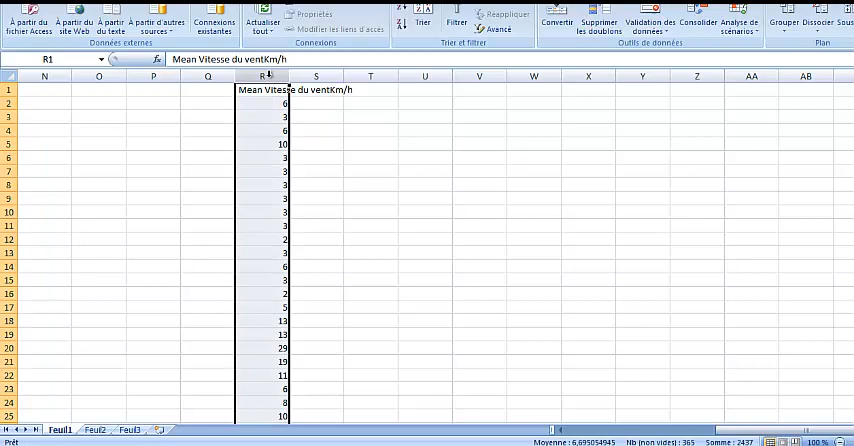 À partir du fichier Access
À partir du site Web
À partir du texte
À partir d'autres sources
Connexions existantes
Données externes
Actualiser tout
Propriétés
Modifier les liens d'accès
Connexions
Trier
Filtrer
Réappliquer
Avancé
Trier et filtrer
Convertir
Supprimer les doublons
Validation des données
Consolider
Analyse de scénarios
Outils de données
Grouper
Dissocier
Sous
Plan
R1
fx
Mean Vitesse du ventKm/h
N O P Q R S T U V W X Y Z AA AB
1 Mean Vitesse du ventKm/h
2 6
3 3
4 6
5 10
6 3
7 3
8 3
9 3
10 3
11 3
12 2
13 3
14 6
15 3
16 2
17 5
18 13
19 13
20 29
21 19
22 11
23 6
24 8
25 10
Feuil1 Feuil2 Feuil3
Prêt
Moyenne : 6,695054945 Nb (non vides) : 365 Somme : 2437 100 %